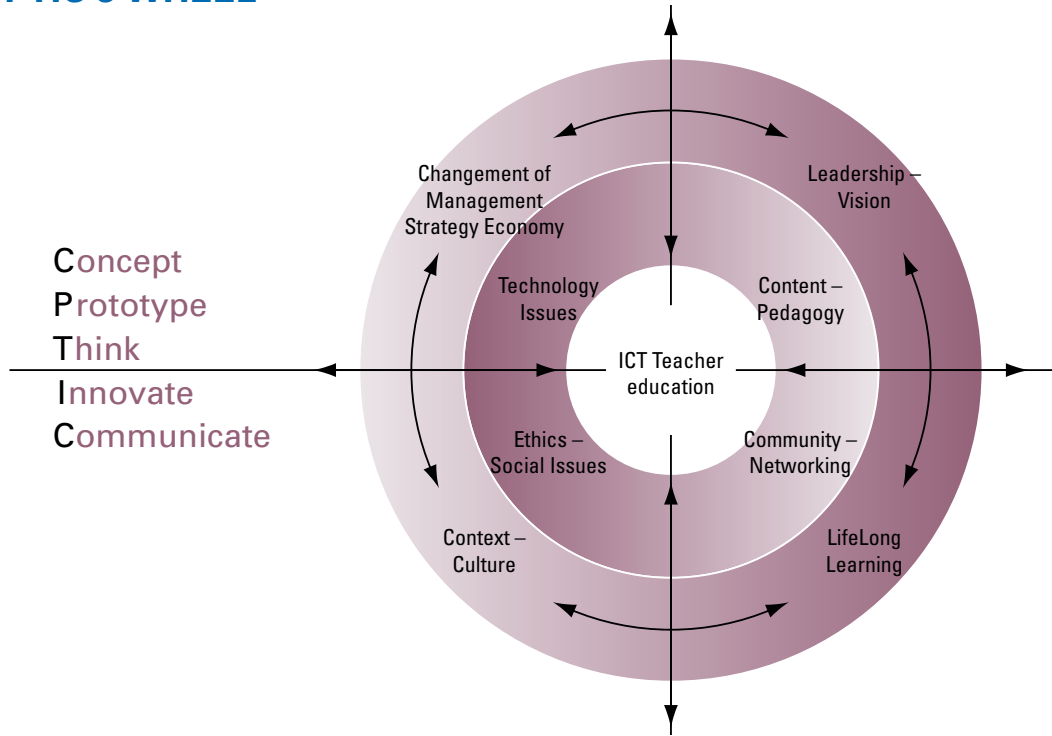 WHEEL
Changement of
Management
Strategy Economy
Leadership –
Vision
Concept
Prototype
Think
Innovate
Communicate
Technology
Issues
Content –
Pedagogy
ICT Teacher
education
Ethics –
Social Issues
Community –
Networking
Context –
Culture
LifeLong
Learning